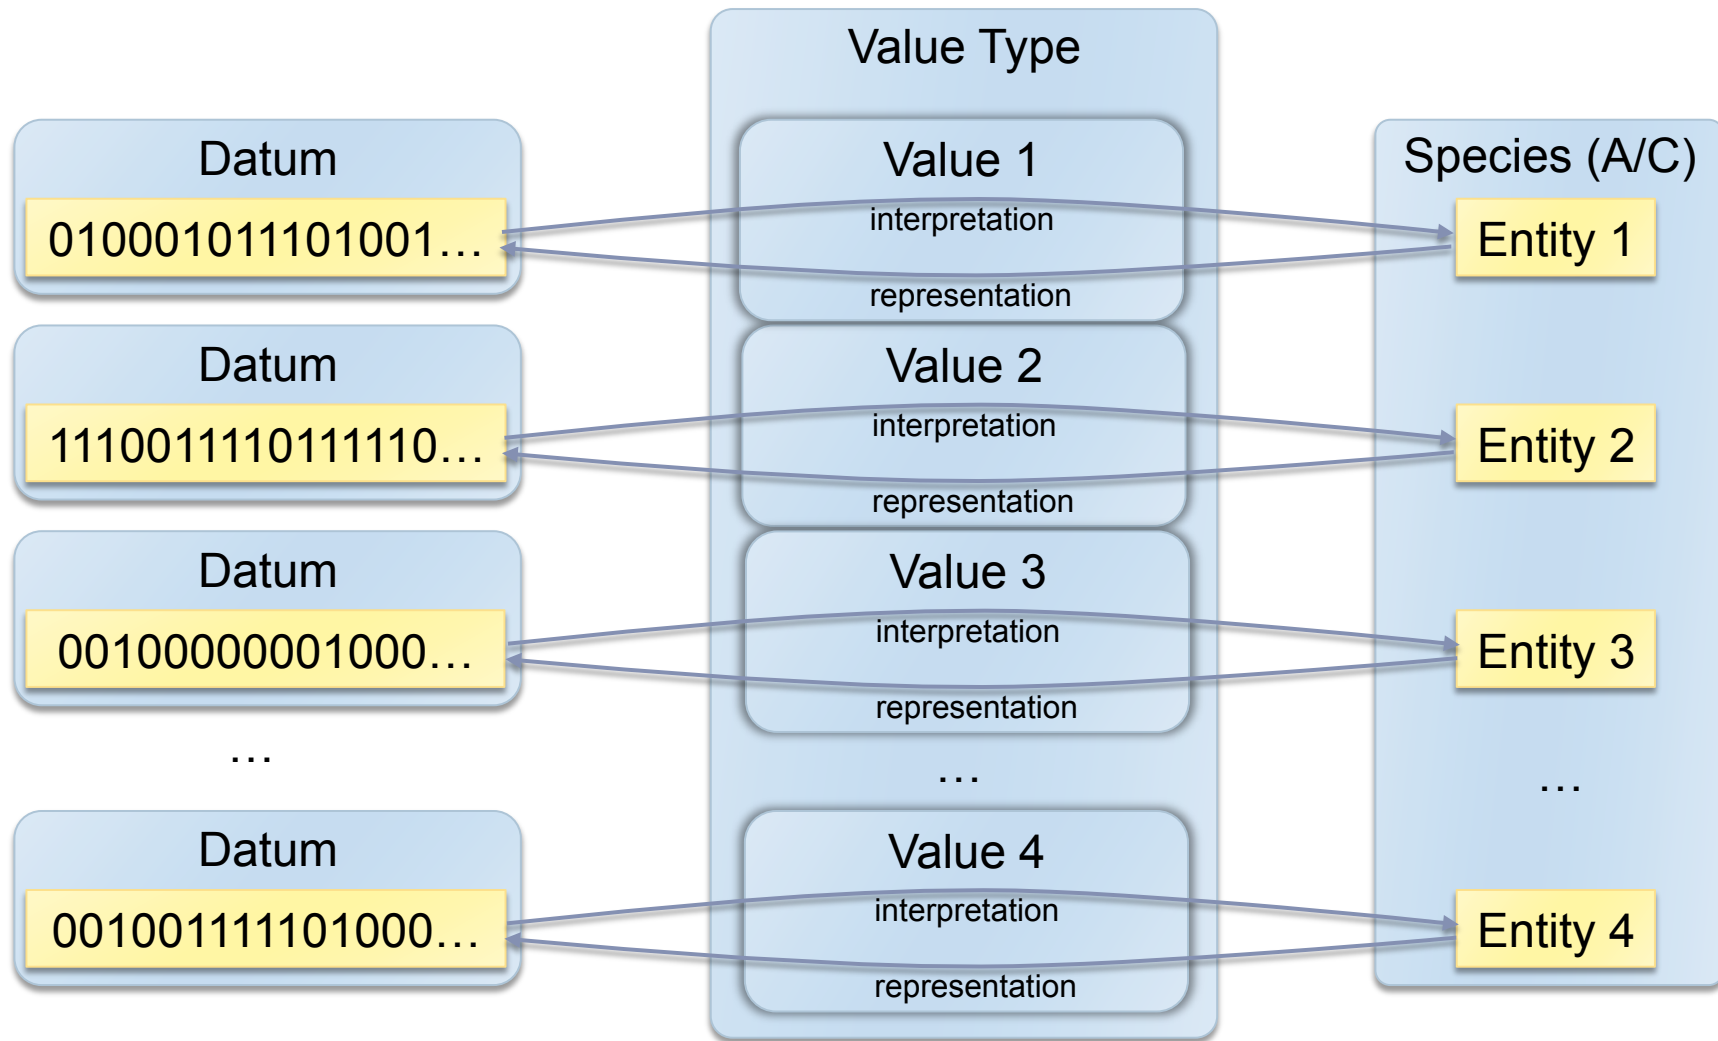 Value Type
Datum
010001011101001…
Value 1
interpretation
representation
Species (A/C)
Entity 1
Datum
1110011110111110…
Value 2
interpretation
representation
Entity 2
Datum
00100000001000…
Value 3
interpretation
representation
Entity 3
…
…
…
Datum
001001111101000…
Value 4
interpretation
representation
Entity 4